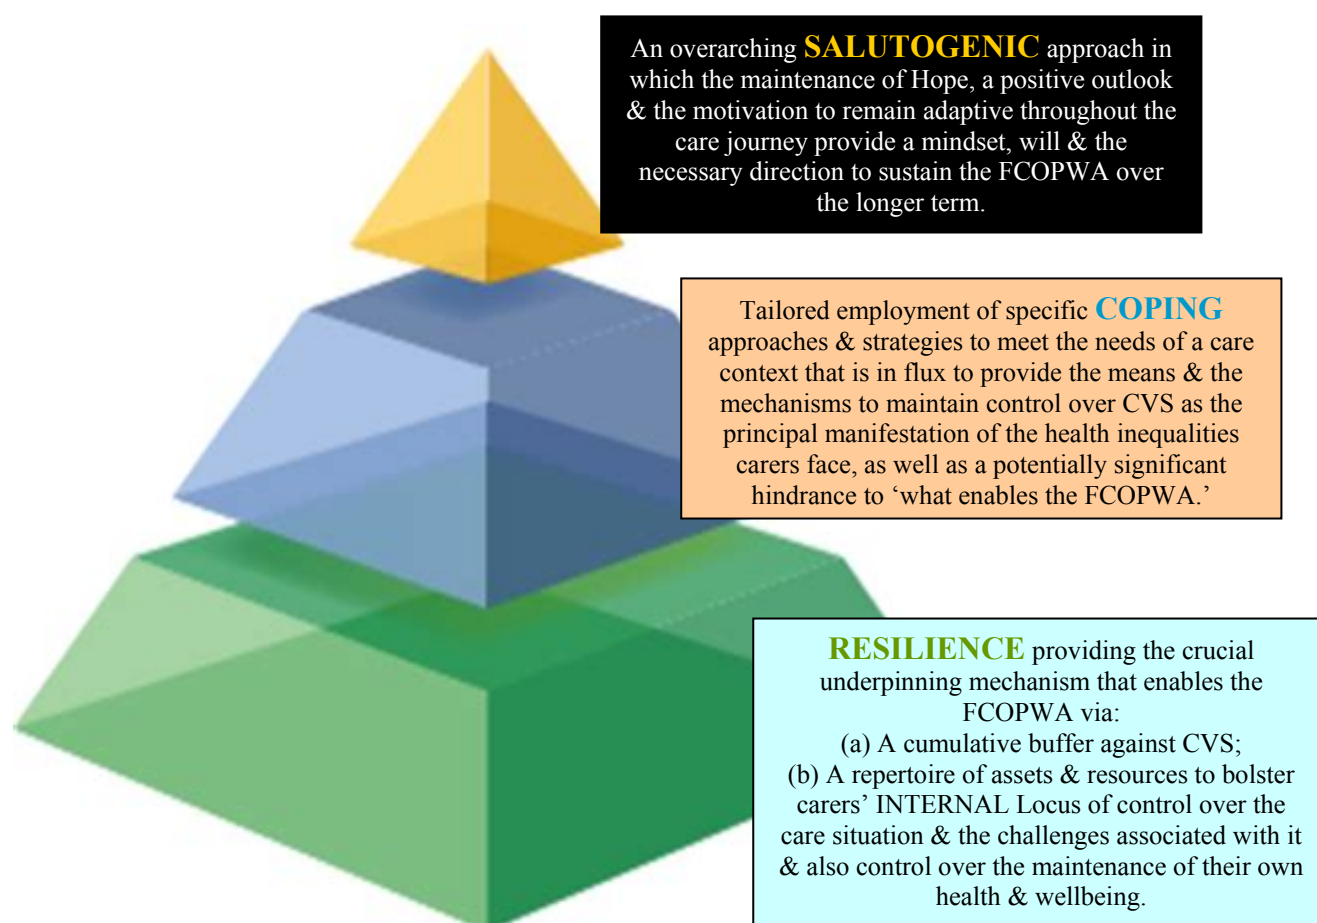 An overarching SALUTOGENIC approach in
which the maintenance of Hope, a positive outlook
& the motivation to remain adaptive throughout the
care journey provide a mindset, will & the
necessary direction to sustain the FCOPWA over
the longer term.
Tailored employment of specific COPING
approaches & strategies to meet the needs of a care
context that is in flux to provide the means & the
mechanisms to maintain control over CVS as the
principal manifestation of the health inequalities
carers face, as well as a potentially significant
hindrance to ‘what enables the FCOPWA.’
RESILIENCE providing the crucial
underpinning mechanism that enables the
FCOPWA via:
(a) A cumulative buffer against CVS;
(b) A repertoire of assets & resources to bolster
carers’ INTERNAL Locus of control over the
care situation & the challenges associated with it
& also control over the maintenance of their own
health & wellbeing.